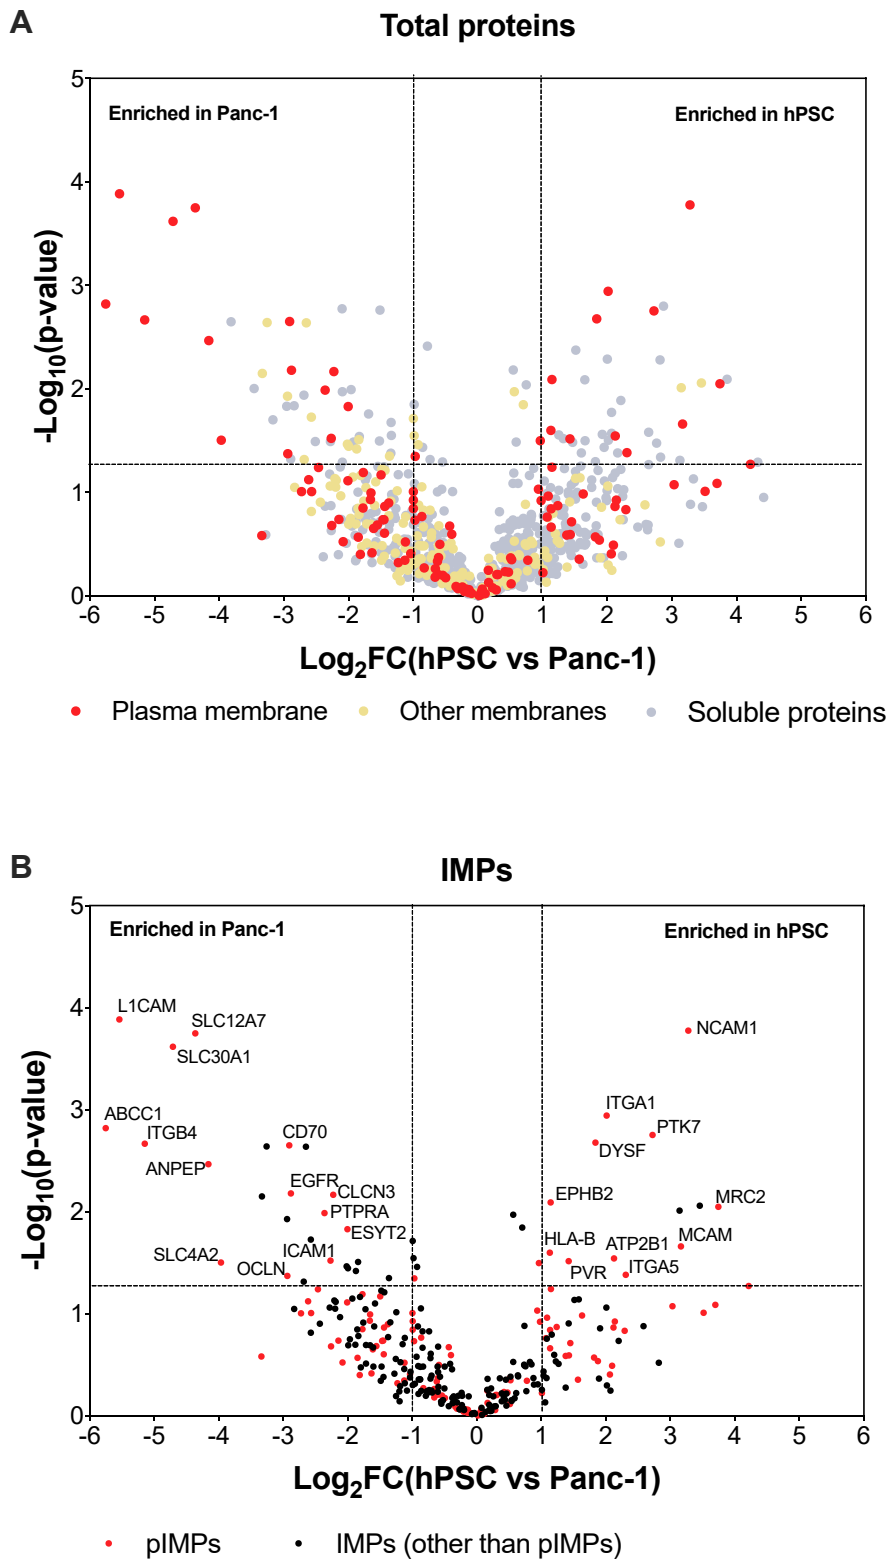 A
Total proteins
5
Enriched in Panc-1
Enriched in hPSC
4
3
2
1
0
-Log10(p-value)
-6 -5 -4 -3 -2 -1 0 1 2 3 4 5 6
Log2FC(hPSC vs Panc-1)
Plasma membrane Other membranes Soluble proteins
B
IMPs
5
Enriched in Panc-1
Enriched in hPSC
L1CAM
4
SLC12A7
NCAM1
SLC30A1
3
ABCC1
ITGB4
CD70
ITGA1
PTK7
DYSF
ANPEP
EGFR
CLCN3
EPHB2
MRC2
2
PTPRA
ESYT2
SLC4A2
ICAM1
HLA-B
ATP2B1
MCAM
OCLN
PVR
ITGA5
1
0
-Log10(p-value)
-6 -5 -4 -3 -2 -1 0 1 2 3 4 5 6
Log2FC(hPSC vs Panc-1)
pIMPs IMPs (other than pIMPs)